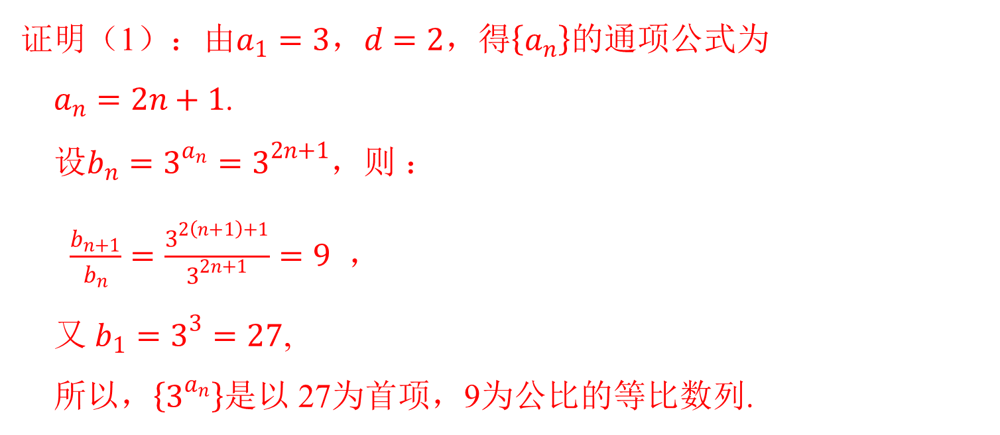 证明（1）：由$a_1 = 3$，$d = 2$，得$\{a_n\}$的通项公式为
$a_n = 2n + 1$.
设$b_n = 3^{a_n} = 3^{2n+1}$，则：
$\frac{b_{n+1}}{b_n} = \frac{3^{2(n+1)+1}}{3^{2n+1}} = 9$ ，
又 $b_1 = 3^3 = 27$,
所以，$\{3^{a_n}\}$是以 27为首项，9为公比的等比数列.